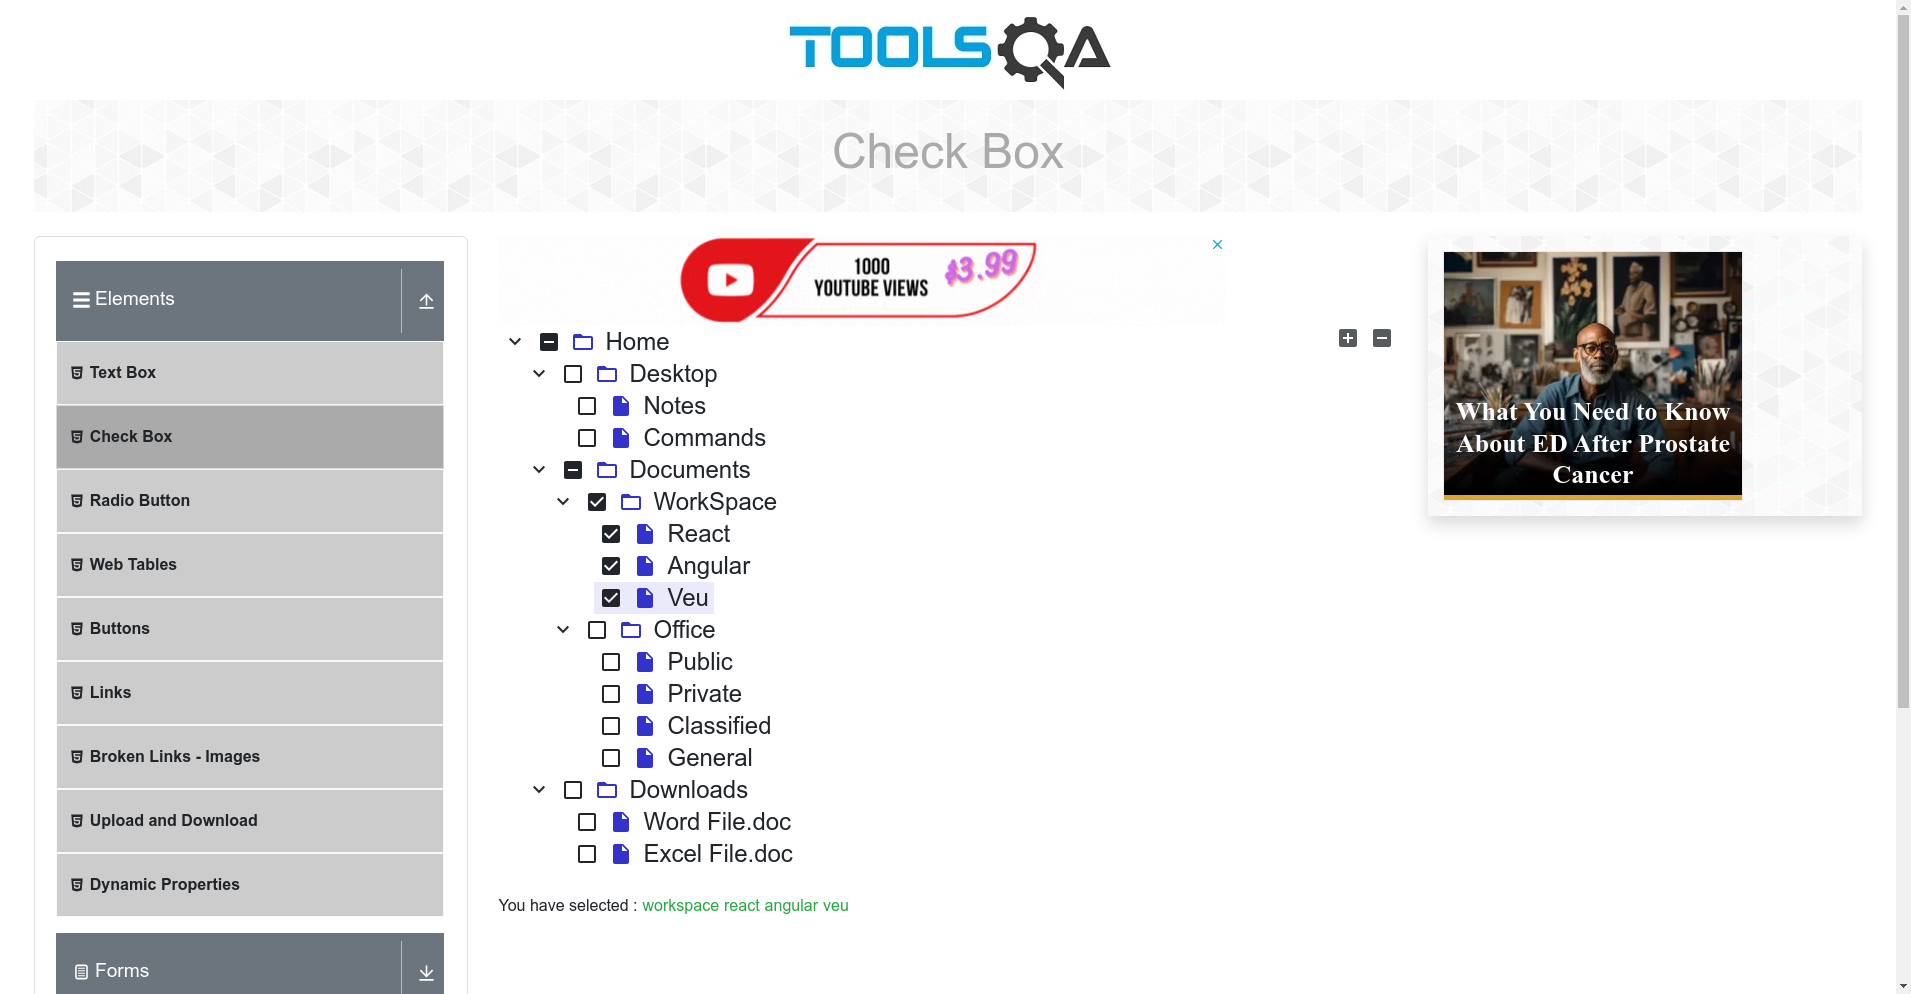 TOOLSQA
Check Box
Elements
Text Box
Check Box
Radio Button
Web Tables
Buttons
Links
Broken Links - Images
Upload and Download
Dynamic Properties
Forms
1000
YOUTUBE VIEWS
$3.99
Home
Desktop
Notes
Commands
Documents
WorkSpace
React
Angular
Veu
Office
Public
Private
Classified
General
Downloads
Word File.doc
Excel File.doc
You have selected : workspace react angular veu
What You Need to Know
About ED After Prostate
Cancer